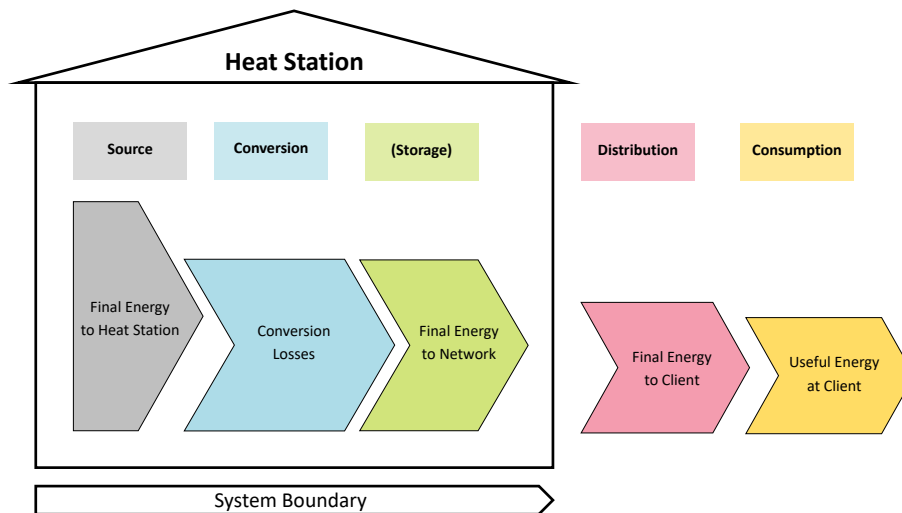 Heat Station
Source
Conversion
(Storage)
Distribution
Consumption
Final Energy
to Heat Station
Conversion
Losses
Final Energy
to Network
Final Energy
to Client
Useful Energy
at Client
System Boundary